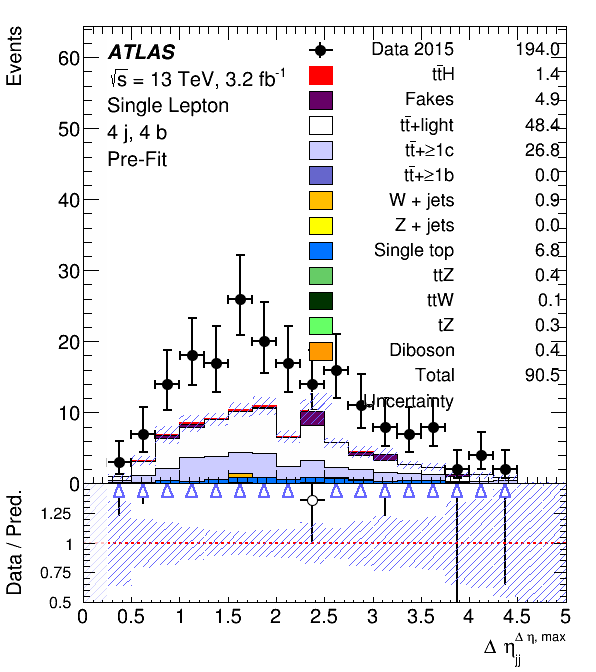 Events
60
50
40
30
20
10
0
ATLAS
√s = 13 TeV, 3.2 fb⁻¹
Single Lepton
4 j, 4 b
Pre-Fit
Data 2015 194.0
tt̄H 1.4
Fakes 4.9
tt̄+light 48.4
tt̄+≥1c 26.8
tt̄+≥1b 0.0
W + jets 0.9
Z + jets 0.0
Single top 6.8
ttZ 0.4
ttW 0.1
tZ 0.3
Diboson 0.4
Total 90.5
Uncertainty
Data / Pred.
1.25
1
0.75
0.5
0 0.5 1 1.5 2 2.5 3 3.5 4 4.5 5
Δ η_jj^Δ η, max